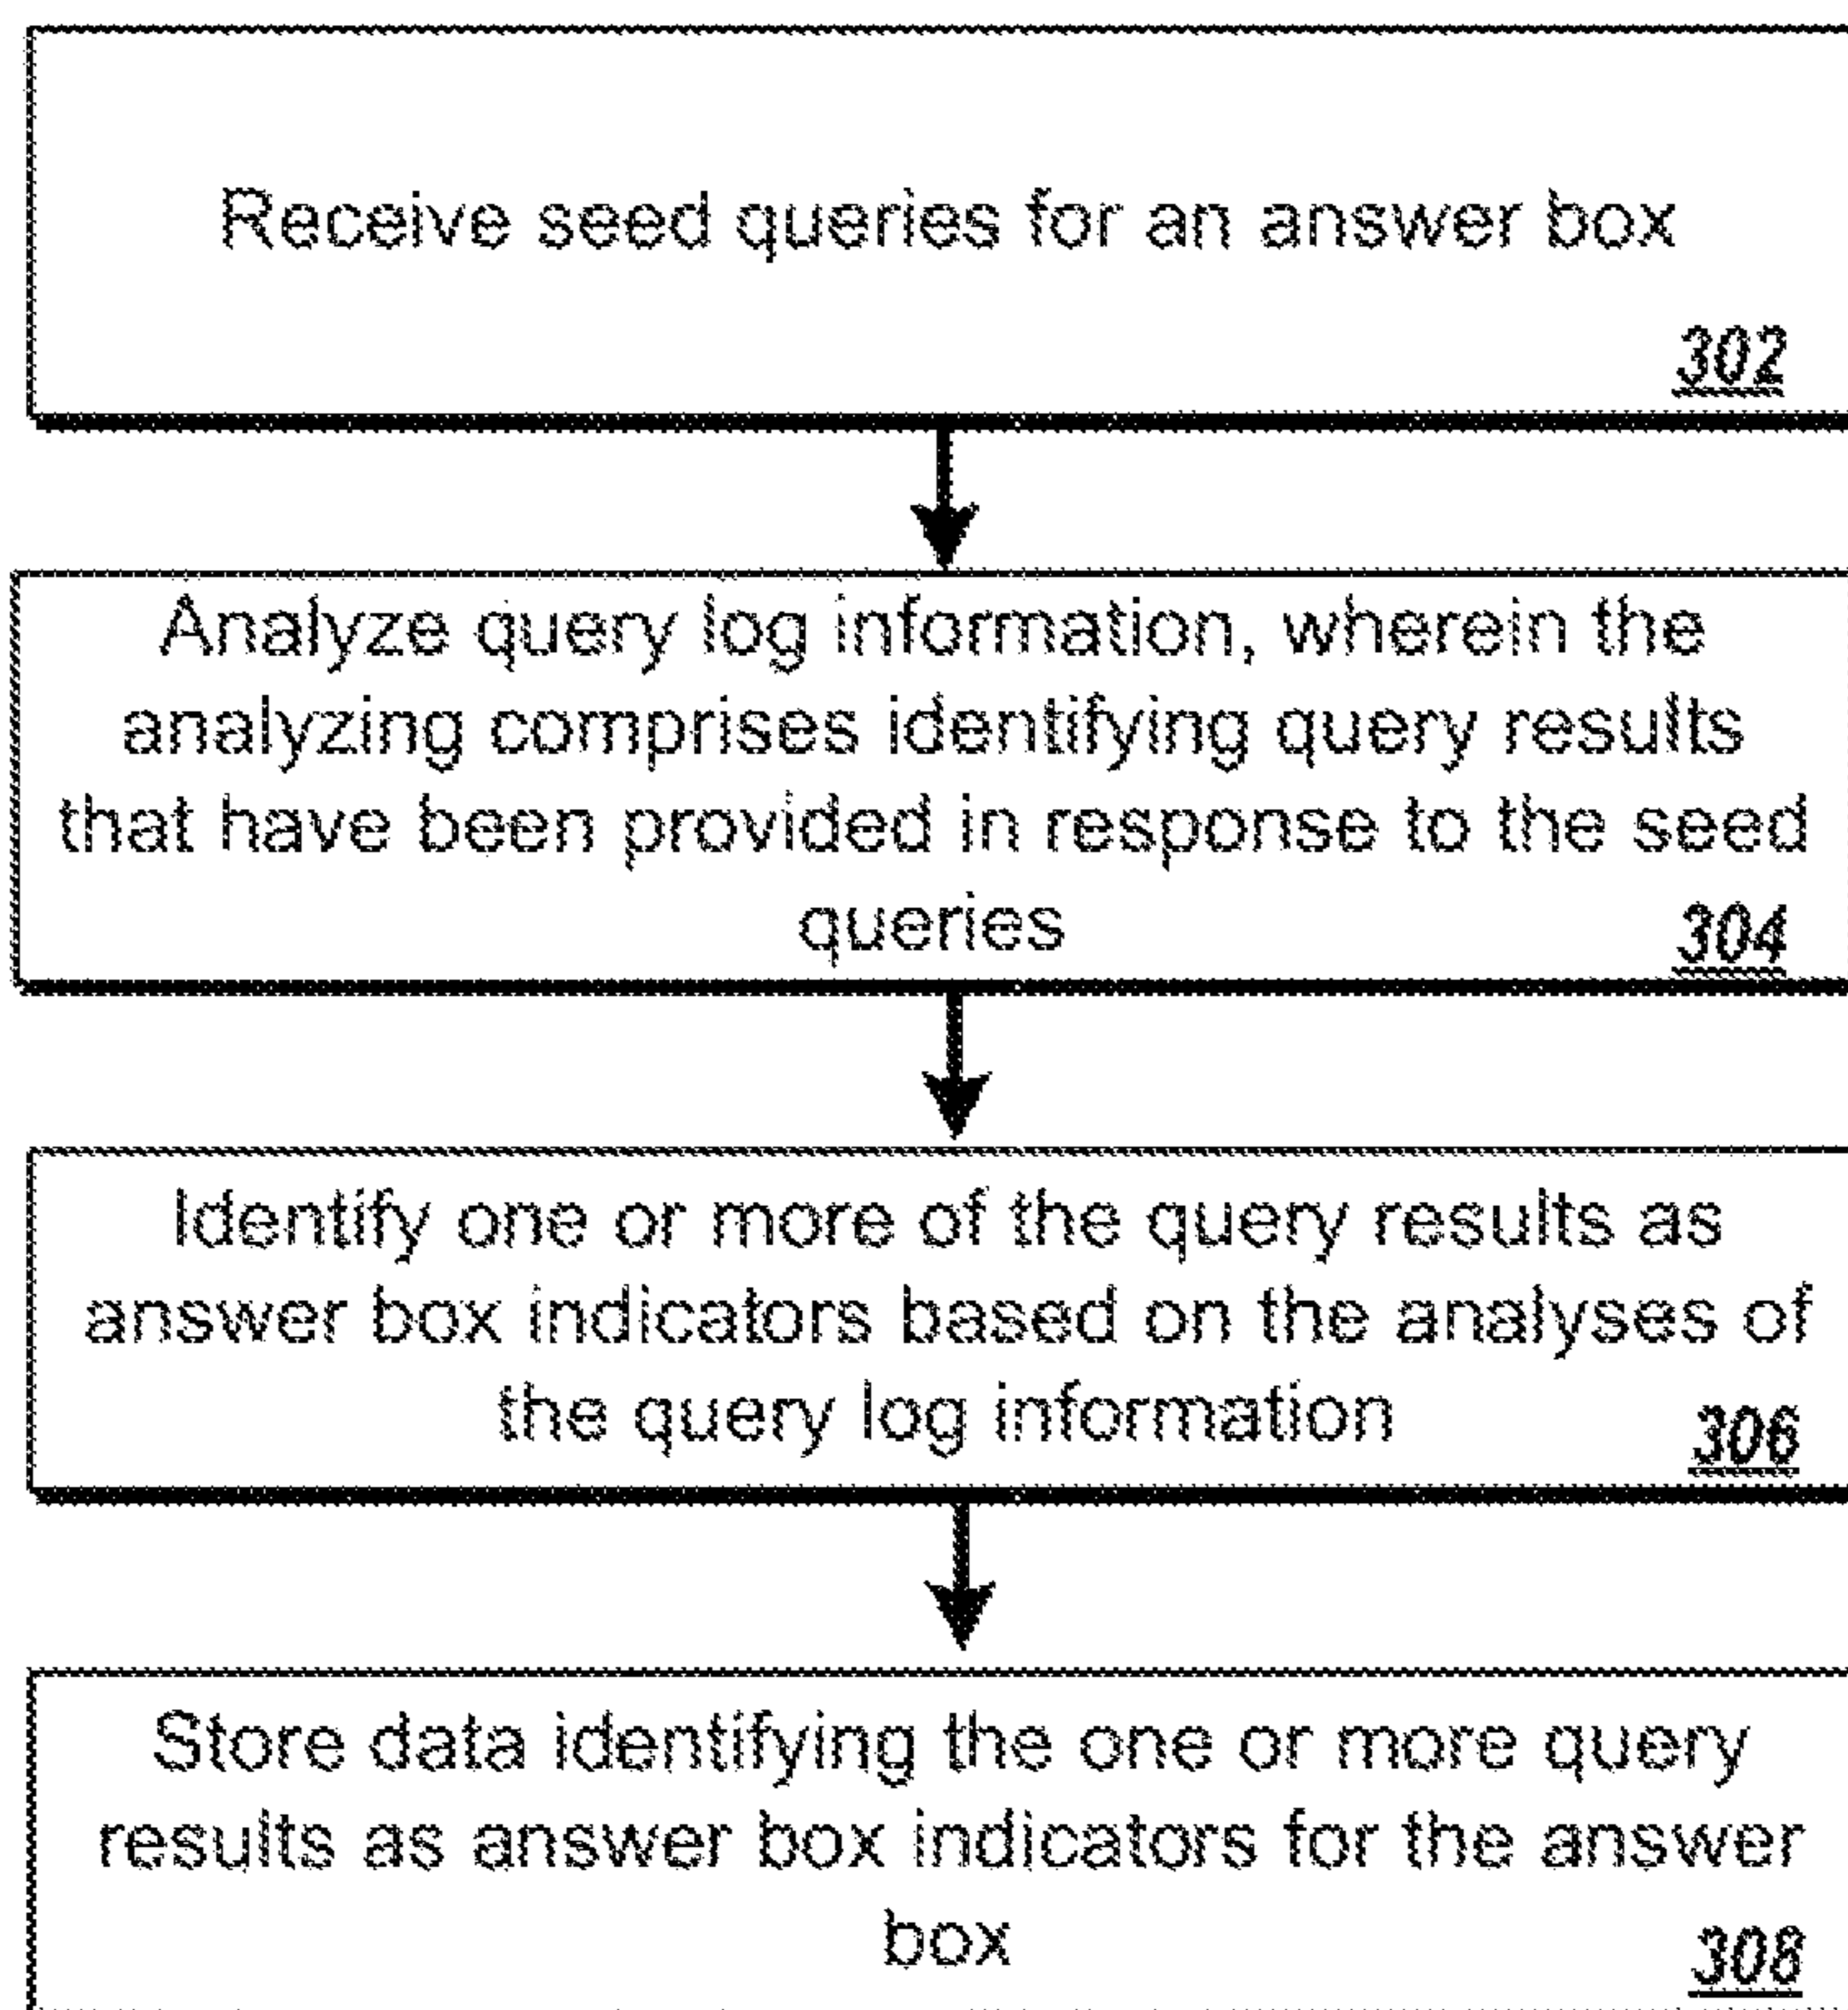 Receive seed queries for an answer box
302
Analyze query log information, wherein the
analyzing comprises identifying query results
that have been provided in response to the seed
queries
304
Identify one or more of the query results as
answer box indicators based on the analyses of
the query log information
306
Store data identifying the one or more query
results as answer box indicators for the answer
box
308